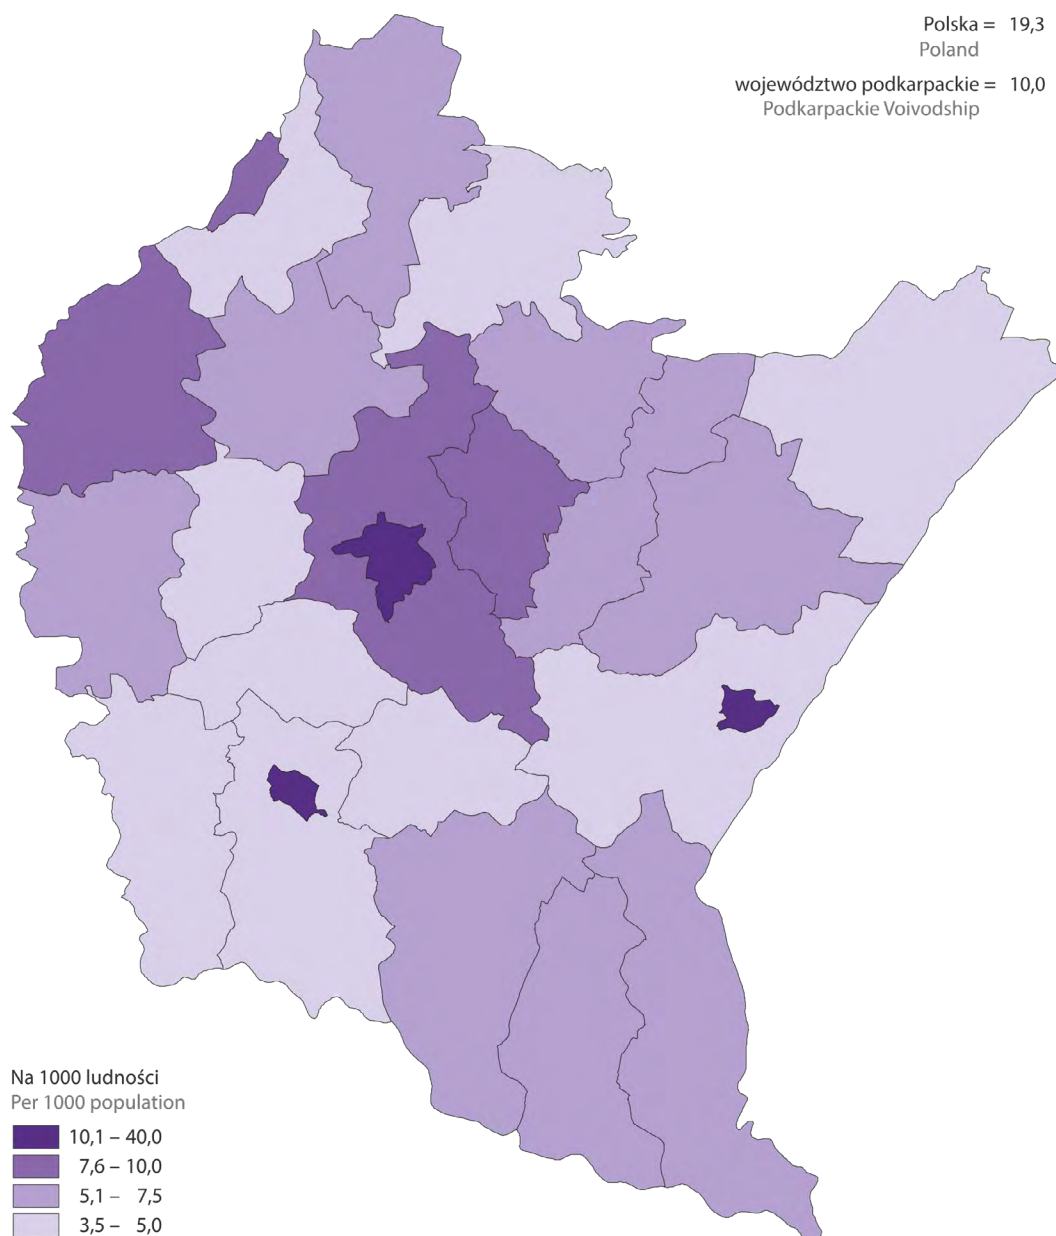 Polska = 19,3
Poland
województwo podkarpackie = 10,0
Podkarpackie Voivodship
Na 1000 ludności
Per 1000 population
10,1 – 40,0
7,6 – 10,0
5,1 – 7,5
3,5 – 5,0